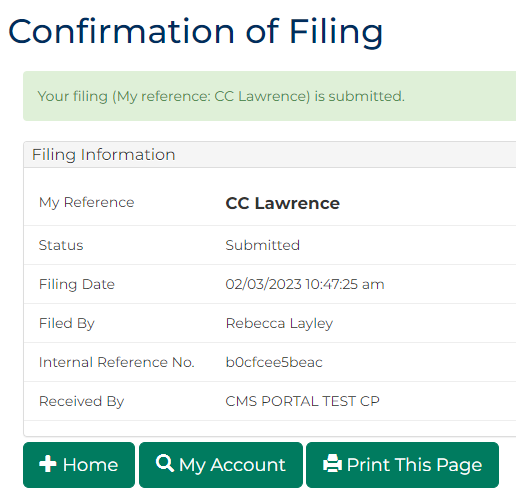 Confirmation of Filing
Your filing (My reference: CC Lawrence) is submitted.
Filing Information
My Reference CC Lawrence
Status Submitted
Filing Date 02/03/2023 10:47:25 am
Filed By Rebecca Layley
Internal Reference No. b0cfcee5beac
Received By CMS PORTAL TEST CP
Home My Account Print This Page